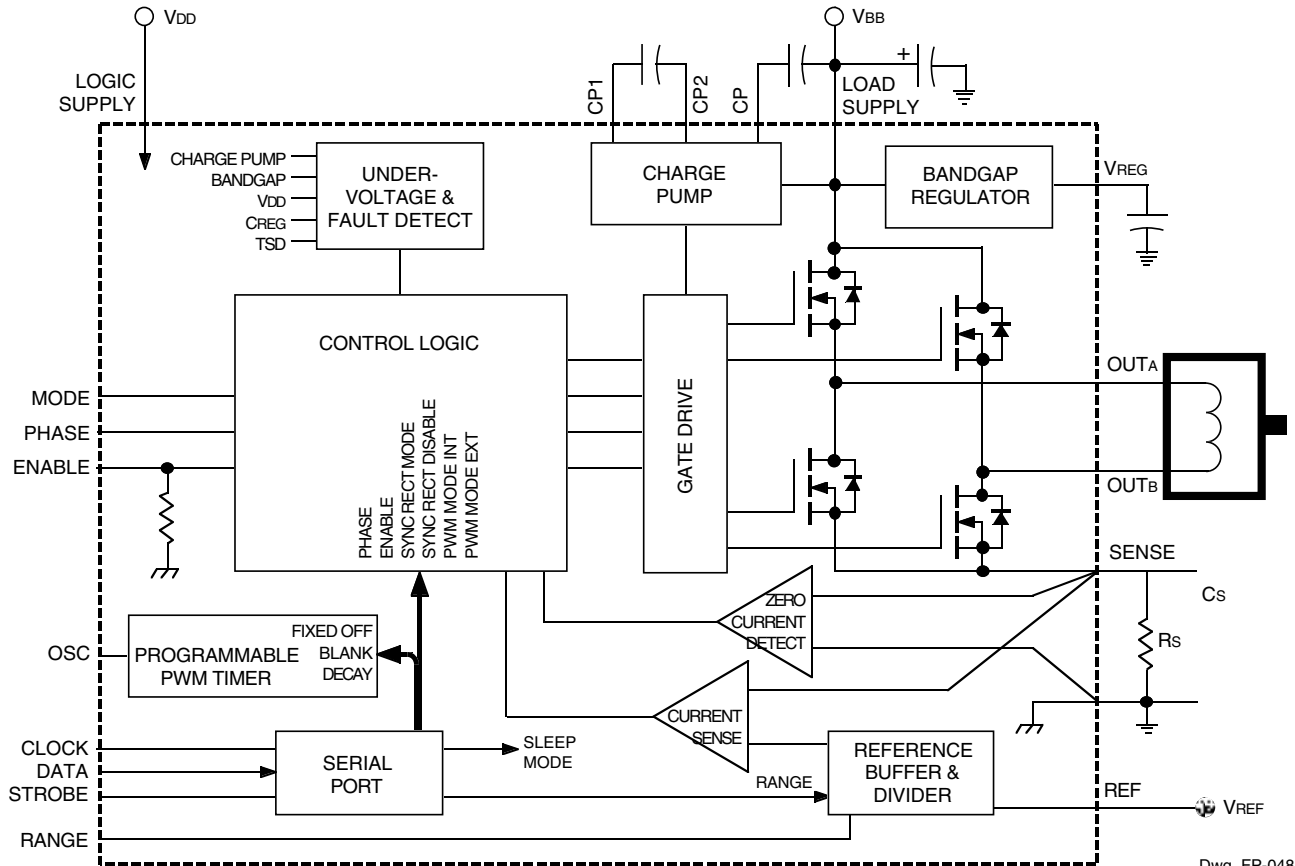 VDD
VBB
LOGIC
SUPPLY
CP1
CP2
CP
+
LOAD
SUPPLY
CHARGE PUMP
BANDGAP
VDD
CREG
TSD
UNDER-
VOLTAGE &
FAULT DETECT
CHARGE
PUMP
BANDGAP
REGULATOR
VREG
CONTROL LOGIC
GATE DRIVE
MODE
PHASE
ENABLE
PHASE
ENABLE
SYNC RECT MODE
SYNC RECT DISABLE
PWM MODE INT
PWM MODE EXT
OUTA
OUTB
SENSE
CS
RS
ZERO
CURRENT
DETECT
OSC
PROGRAMMABLE
PWM TIMER
FIXED OFF
BLANK
DECAY
CURRENT
SENSE
CLOCK
DATA
STROBE
RANGE
SERIAL
PORT
SLEEP
MODE
RANGE
REFERENCE
BUFFER &
DIVIDER
REF
VREF
Dwg. FP-048